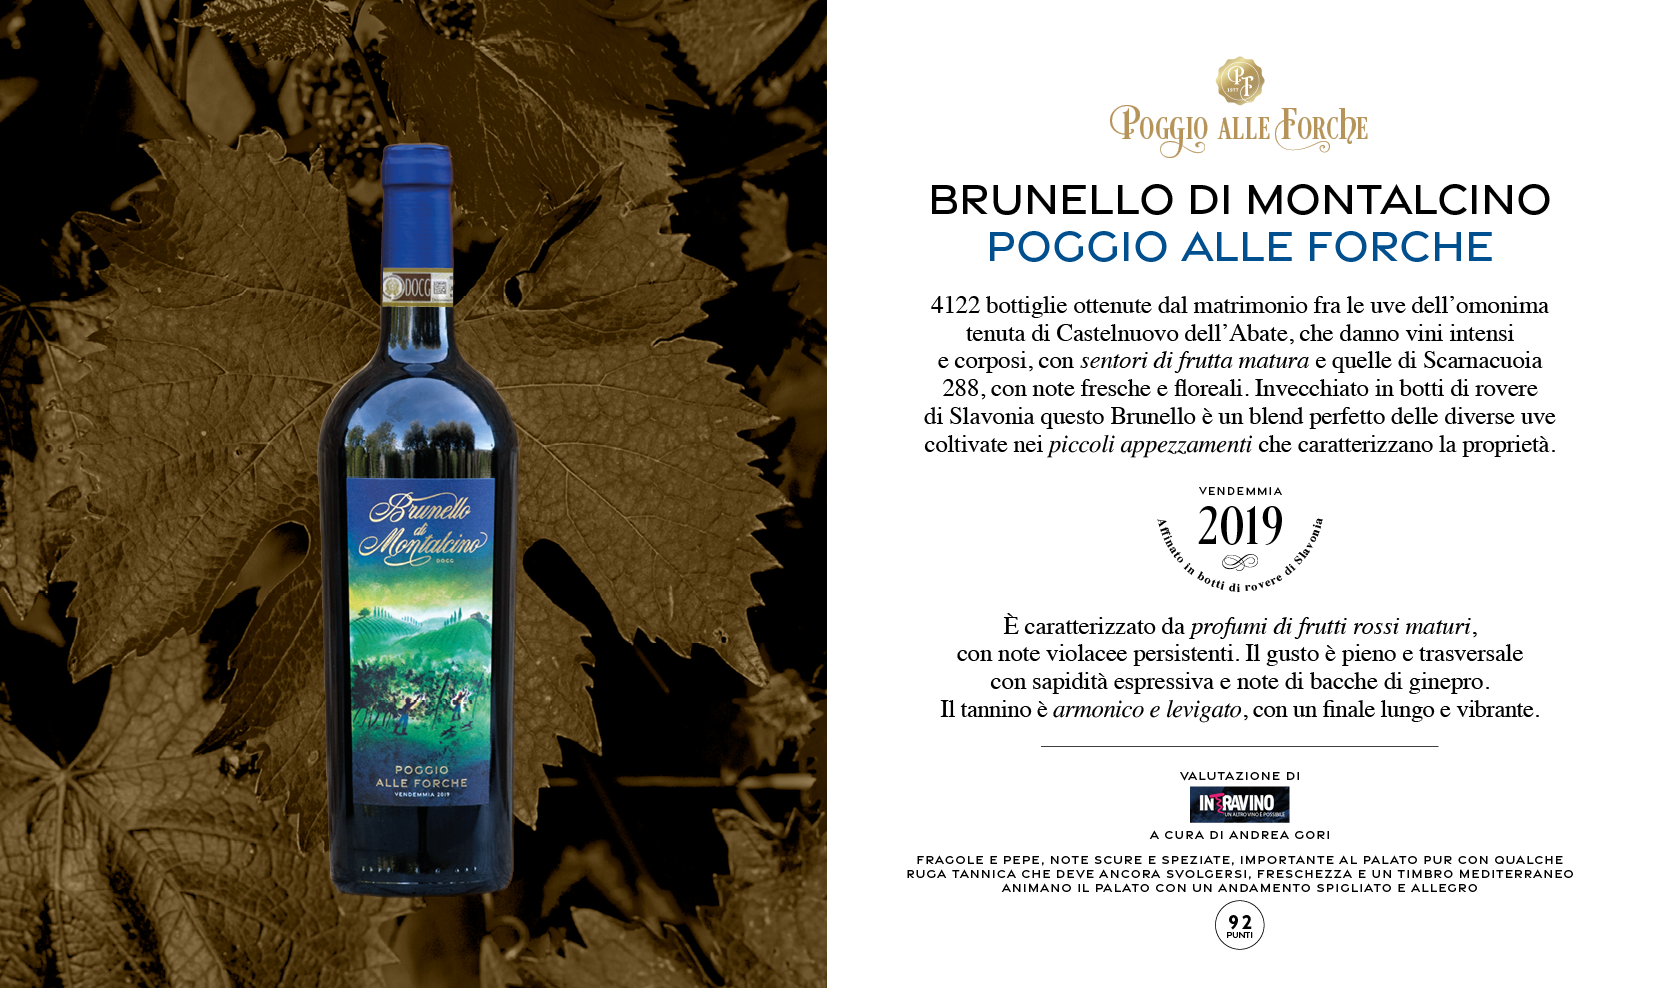 DOCG
Brunello
di
Montalcino
DOCG
POGGIO
ALLE FORCHE
VENDEMMIA 2019
PF
1977
POGGIO ALLE FORCHE
BRUNELLO DI MONTALCINO
POGGIO ALLE FORCHE
4122 bottiglie ottenute dal matrimonio fra le uve dell’omonima
tenuta di Castelnuovo dell’Abate, che danno vini intensi
e corposi, con sentori di frutta matura e quelle di Scarnacuoia
288, con note fresche e floreali. Invecchiato in botti di rovere
di Slavonia questo Brunello è un blend perfetto delle diverse uve
coltivate nei piccoli appezzamenti che caratterizzano la proprietà.
VENDEMMIA
2019
Affinato in botti di rovere di Slavonia
È caratterizzato da profumi di frutti rossi maturi,
con note violacee persistenti. Il gusto è pieno e trasversale
con sapidità espressiva e note di bacche di ginepro.
Il tannino è armonico e levigato, con un finale lungo e vibrante.
VALUTAZIONE DI
INTRAVINO
UN ALTRO VINO È POSSIBILE
A CURA DI ANDREA GORI
FRAGOLE E PEPE, NOTE SCURE E SPEZIATE, IMPORTANTE AL PALATO PUR CON QUALCHE
RUGA TANNICA CHE DEVE ANCORA SVOLGERSI, FRESCHEZZA E UN TIMBRO MEDITERRANEO
ANIMANO IL PALATO CON UN ANDAMENTO SPIGLIATO E ALLEGRO
92
PUNTI